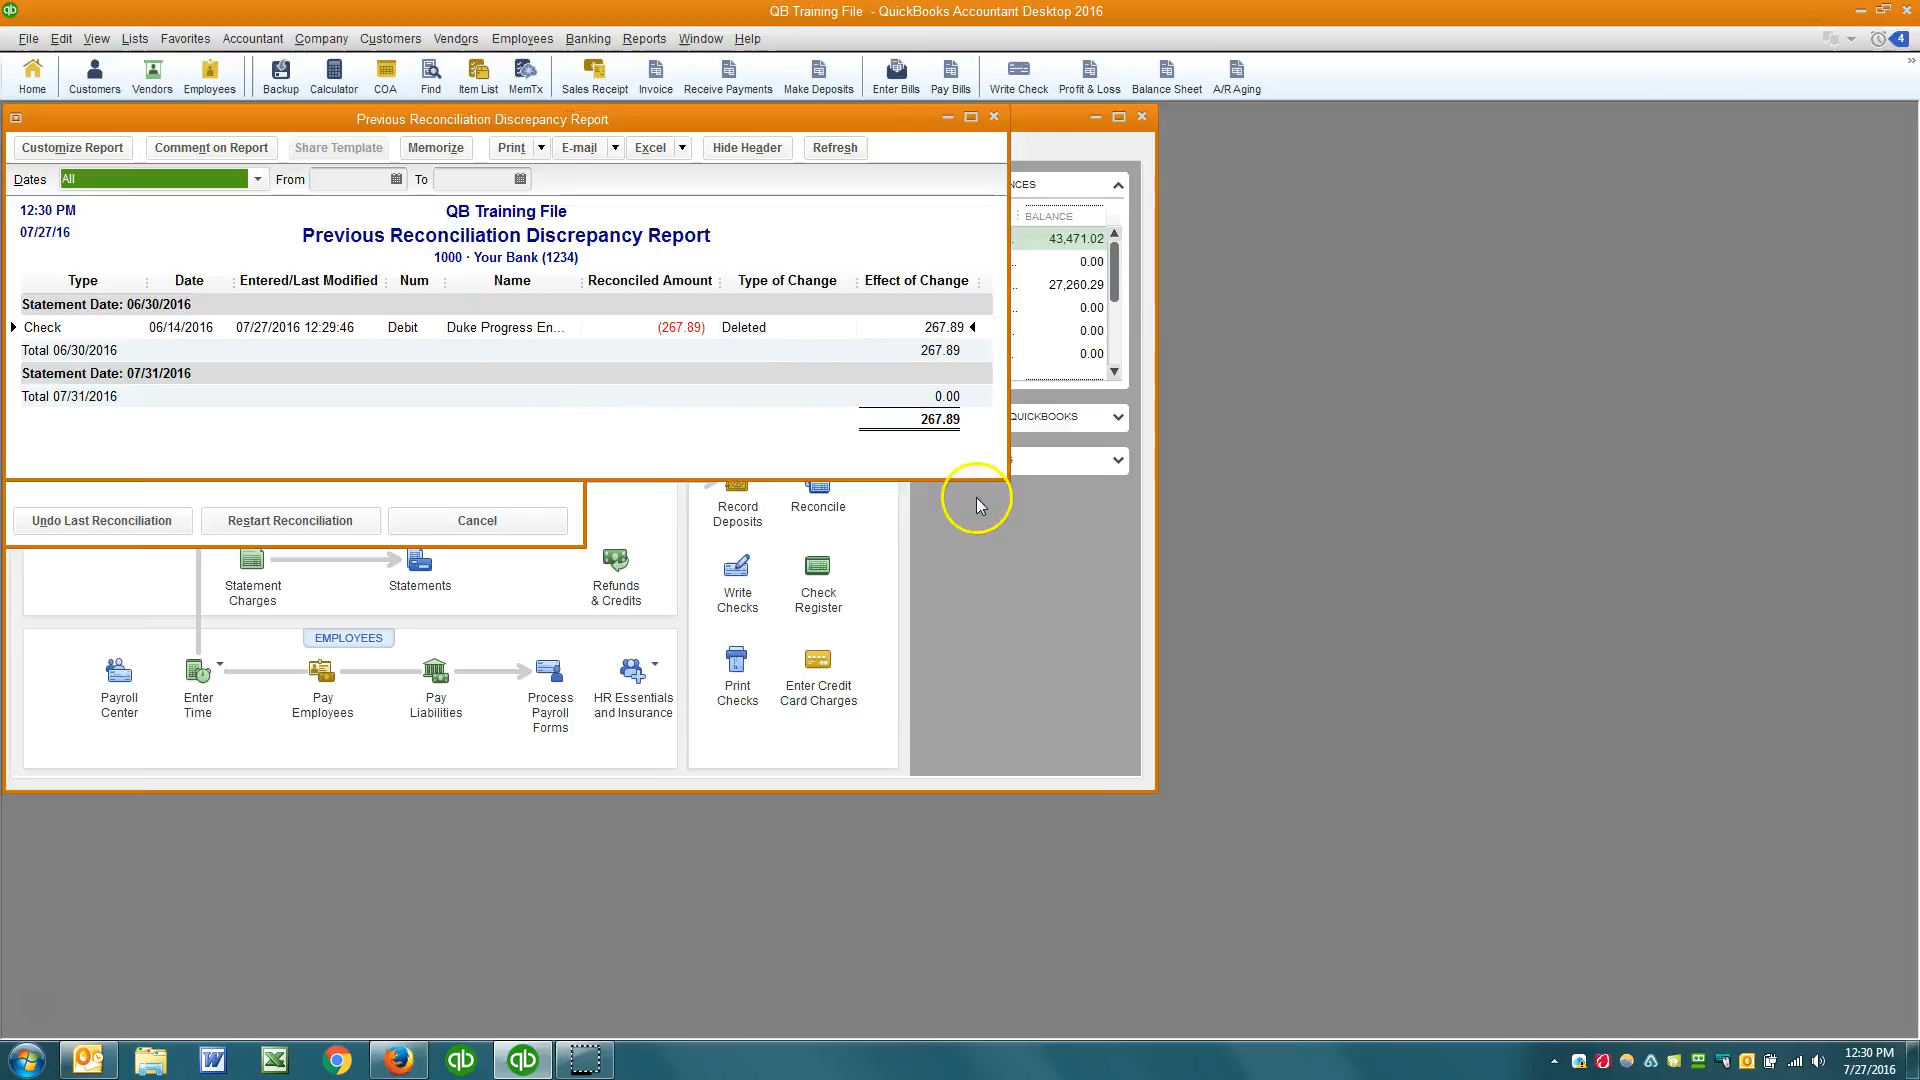 QB Training File - QuickBooks Accountant Desktop 2016
File Edit View Lists Favorites Accountant Company Customers Vendors Employees Banking Reports Window Help
4
Home Customers Vendors Employees Backup Calculator COA Find Item List MemTx Sales Receipt Invoice Receive Payments Make Deposits Enter Bills Pay Bills Write Check Profit & Loss Balance Sheet A/R Aging
Previous Reconciliation Discrepancy Report
Customize Report Comment on Report Share Template Memorize Print E-mail Excel Hide Header Refresh
Dates All From To
12:30 PM
07/27/16
QB Training File
Previous Reconciliation Discrepancy Report
1000 · Your Bank (1234)
Type Date Entered/Last Modified Num Name Reconciled Amount Type of Change Effect of Change
Statement Date: 06/30/2016
Check 06/14/2016 07/27/2016 12:29:46 Debit Duke Progress En... (267.89) Deleted 267.89
Total 06/30/2016 267.89
Statement Date: 07/31/2016
Total 07/31/2016 0.00
267.89
NCES
BALANCE
43,471.02
0.00
27,260.29
0.00
0.00
0.00
QUICKBOOKS
Undo Last Reconciliation Restart Reconciliation Cancel
Record Deposits
Reconcile
Statement Charges
Statements
Refunds & Credits
Write Checks
Check Register
EMPLOYEES
Payroll Center
Enter Time
Pay Employees
Pay Liabilities
Process Payroll Forms
HR Essentials and Insurance
Print Checks
Enter Credit Card Charges
12:30 PM
7/27/2016